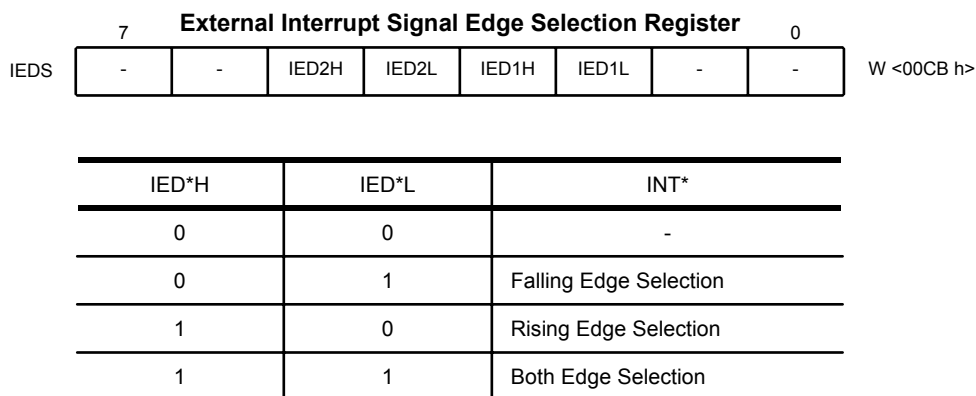 External Interrupt Signal Edge Selection Register
7 0
IEDS - - IED2H IED2L IED1H IED1L - - W <00CB h>
IED*H IED*L INT*
0 0 -
0 1 Falling Edge Selection
1 0 Rising Edge Selection
1 1 Both Edge Selection